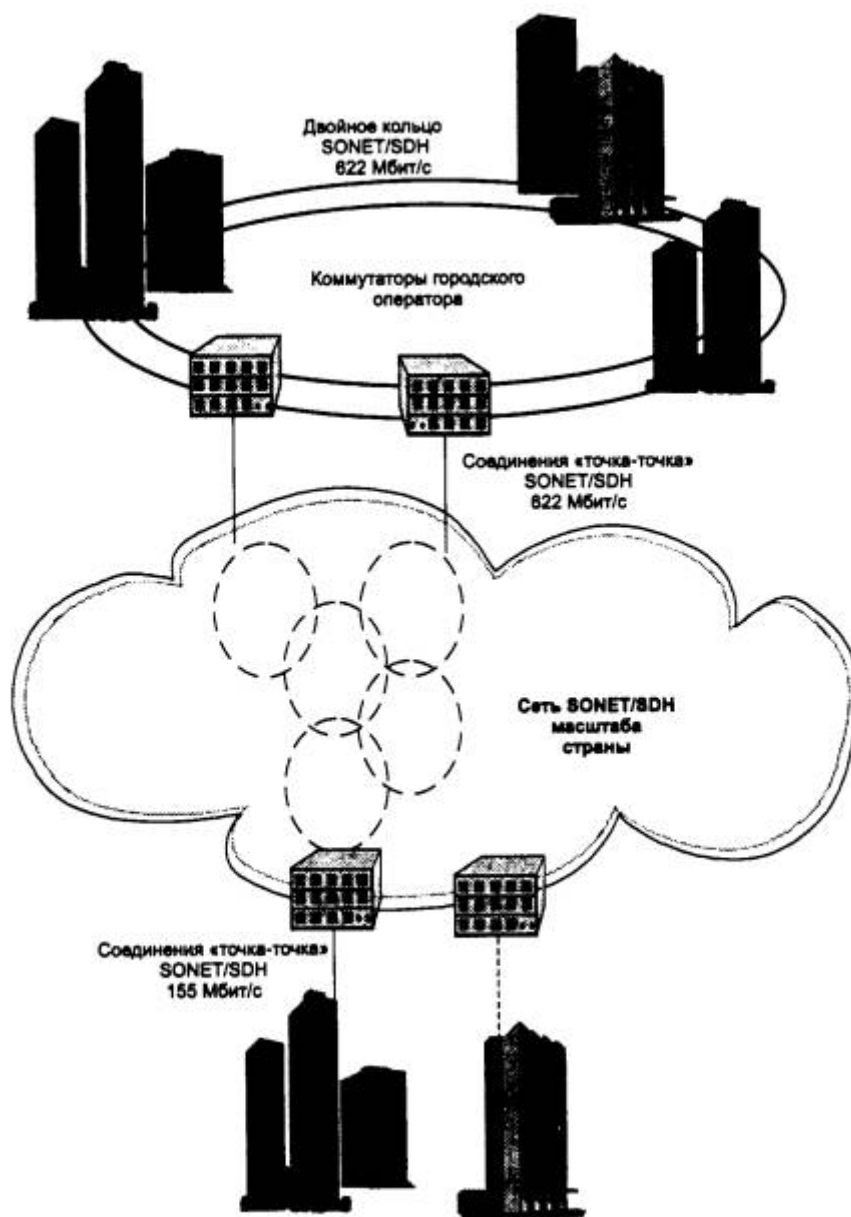 Двойное кольцо
SONET/SDH
622 Мбит/с
Коммутаторы городского
оператора
Соединения «точка-точка»
SONET/SDH
622 Мбит/с
Сеть SONET/SDH
масштаба
страны
Соединения «точка-точка»
SONET/SDH
155 Мбит/с